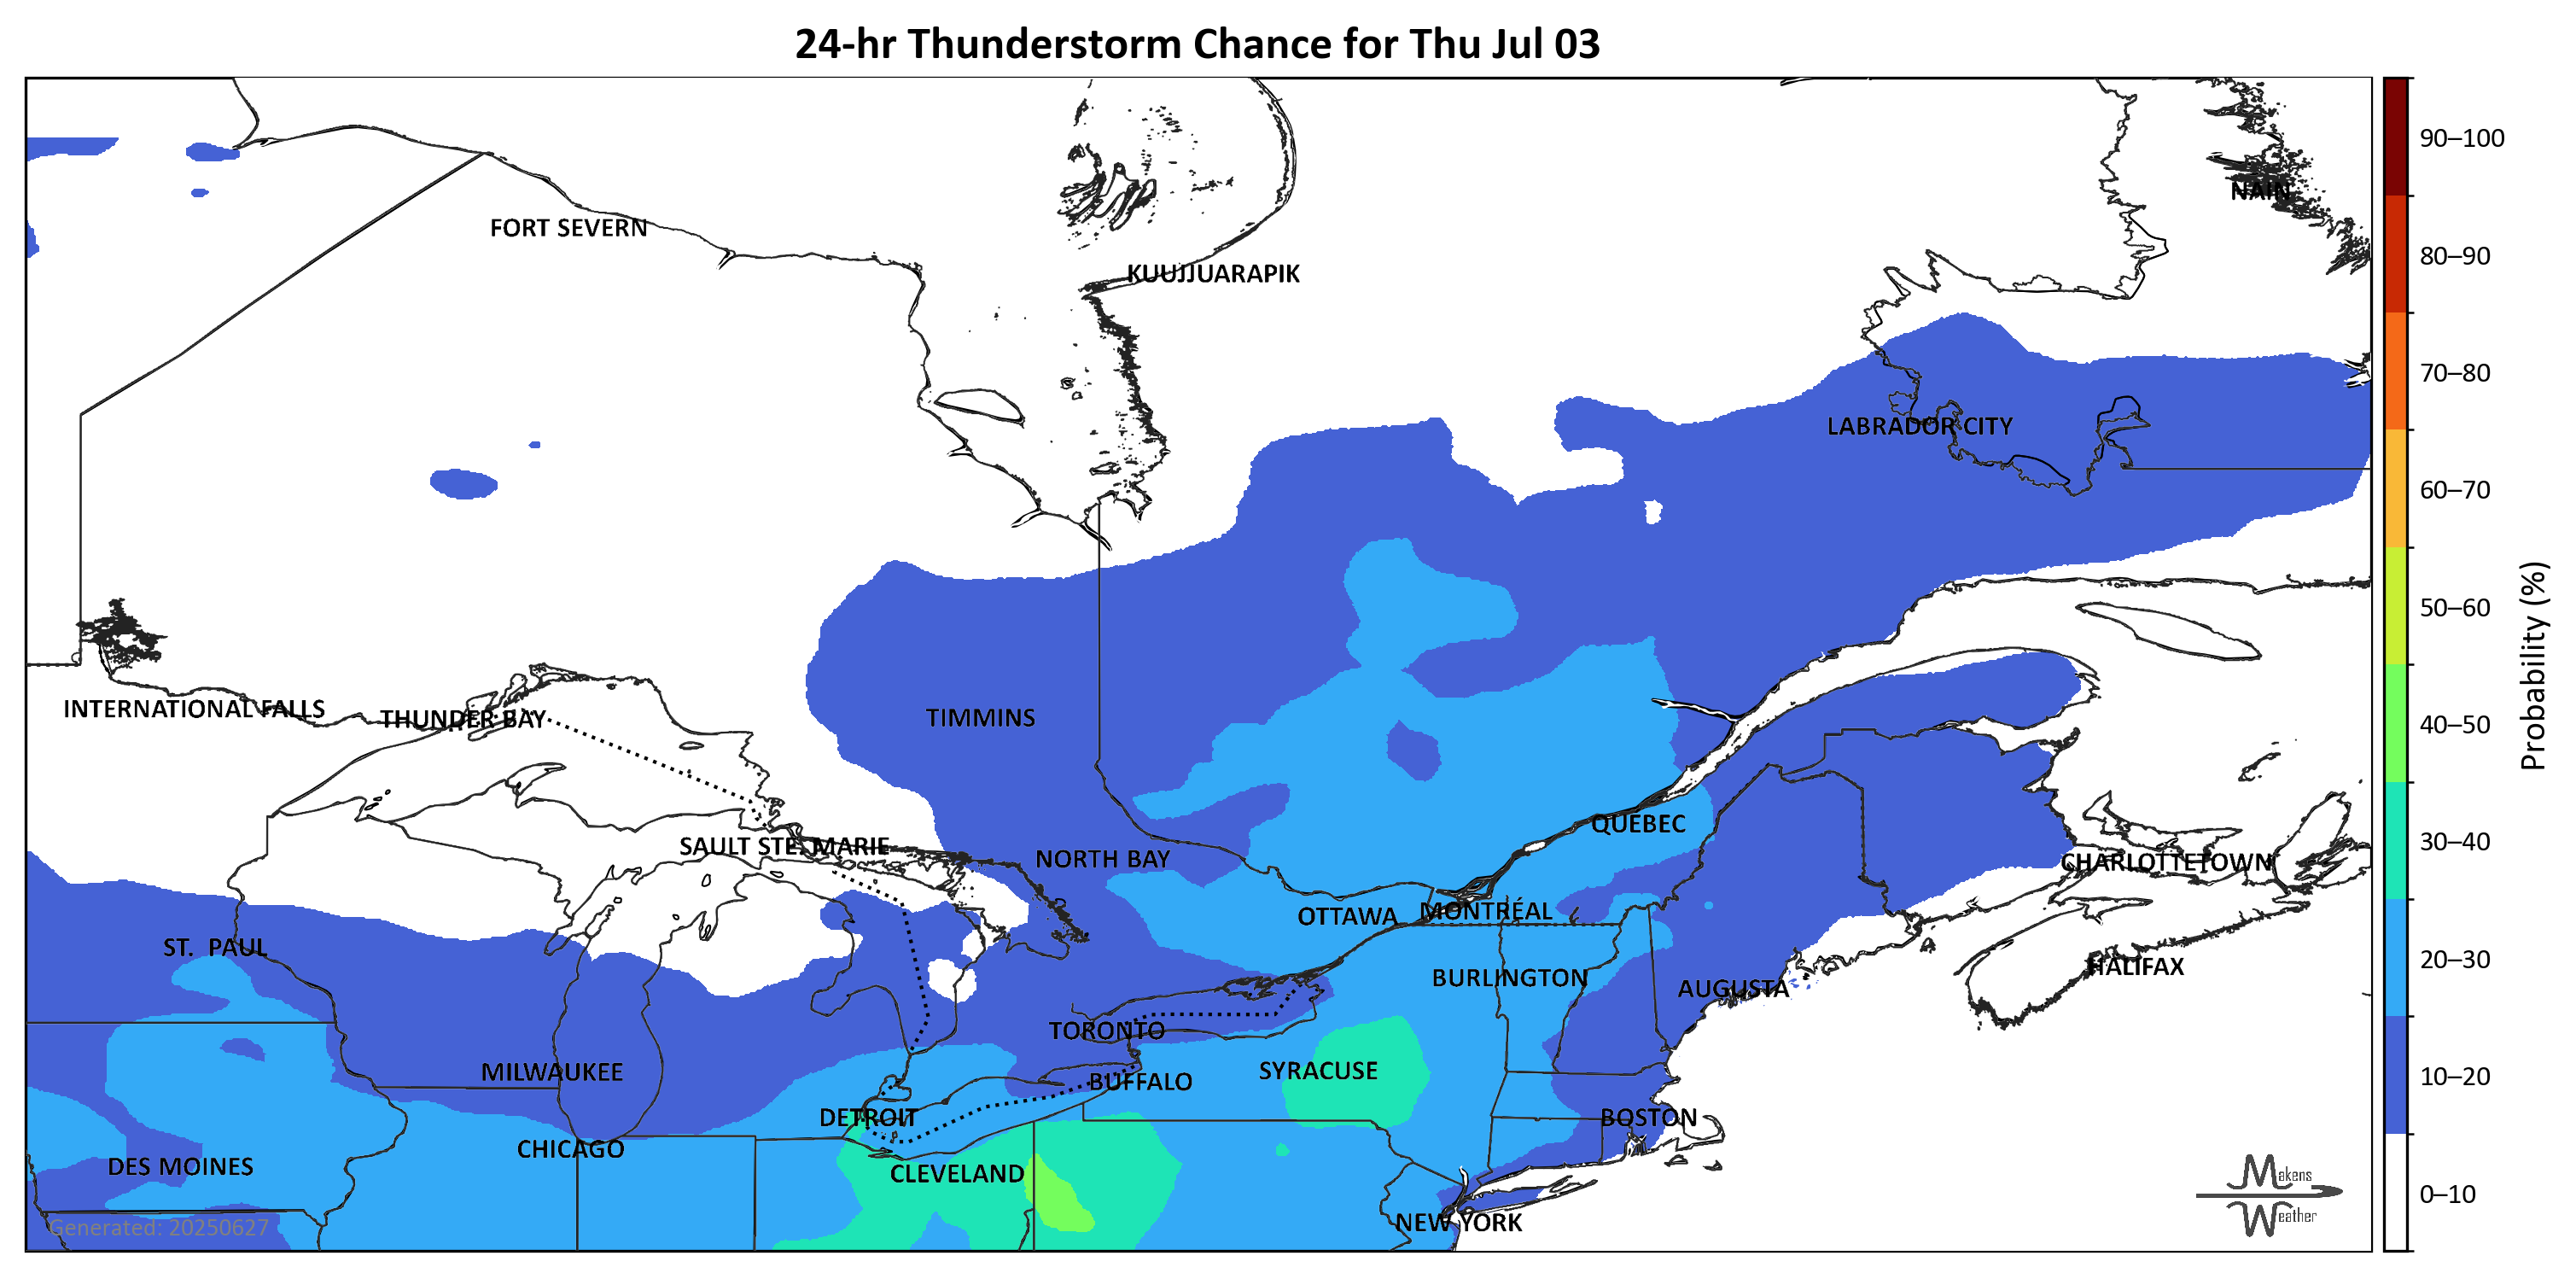 24-hr Thunderstorm Chance for Thu Jul 03
90–100
NAIN
FORT SEVERN
80–90
KUUJJUARAPIK
70–80
LABRADOR CITY
60–70
50–60
Probability (%)
INTERNATIONAL FALLS
THUNDER BAY
TIMMINS
40–50
QUEBEC
30–40
SAULT STE. MARIE
NORTH BAY
CHARLOTTETOWN
OTTAWA
MONTRÉAL
ST. PAUL
20–30
HALIFAX
BURLINGTON
AUGUSTA
TORONTO
MILWAUKEE
SYRACUSE
BUFFALO
10–20
DETROIT
BOSTON
CHICAGO
DES MOINES
CLEVELAND
Makens
Weather
0–10
NEW YORK
Generated: 20250627